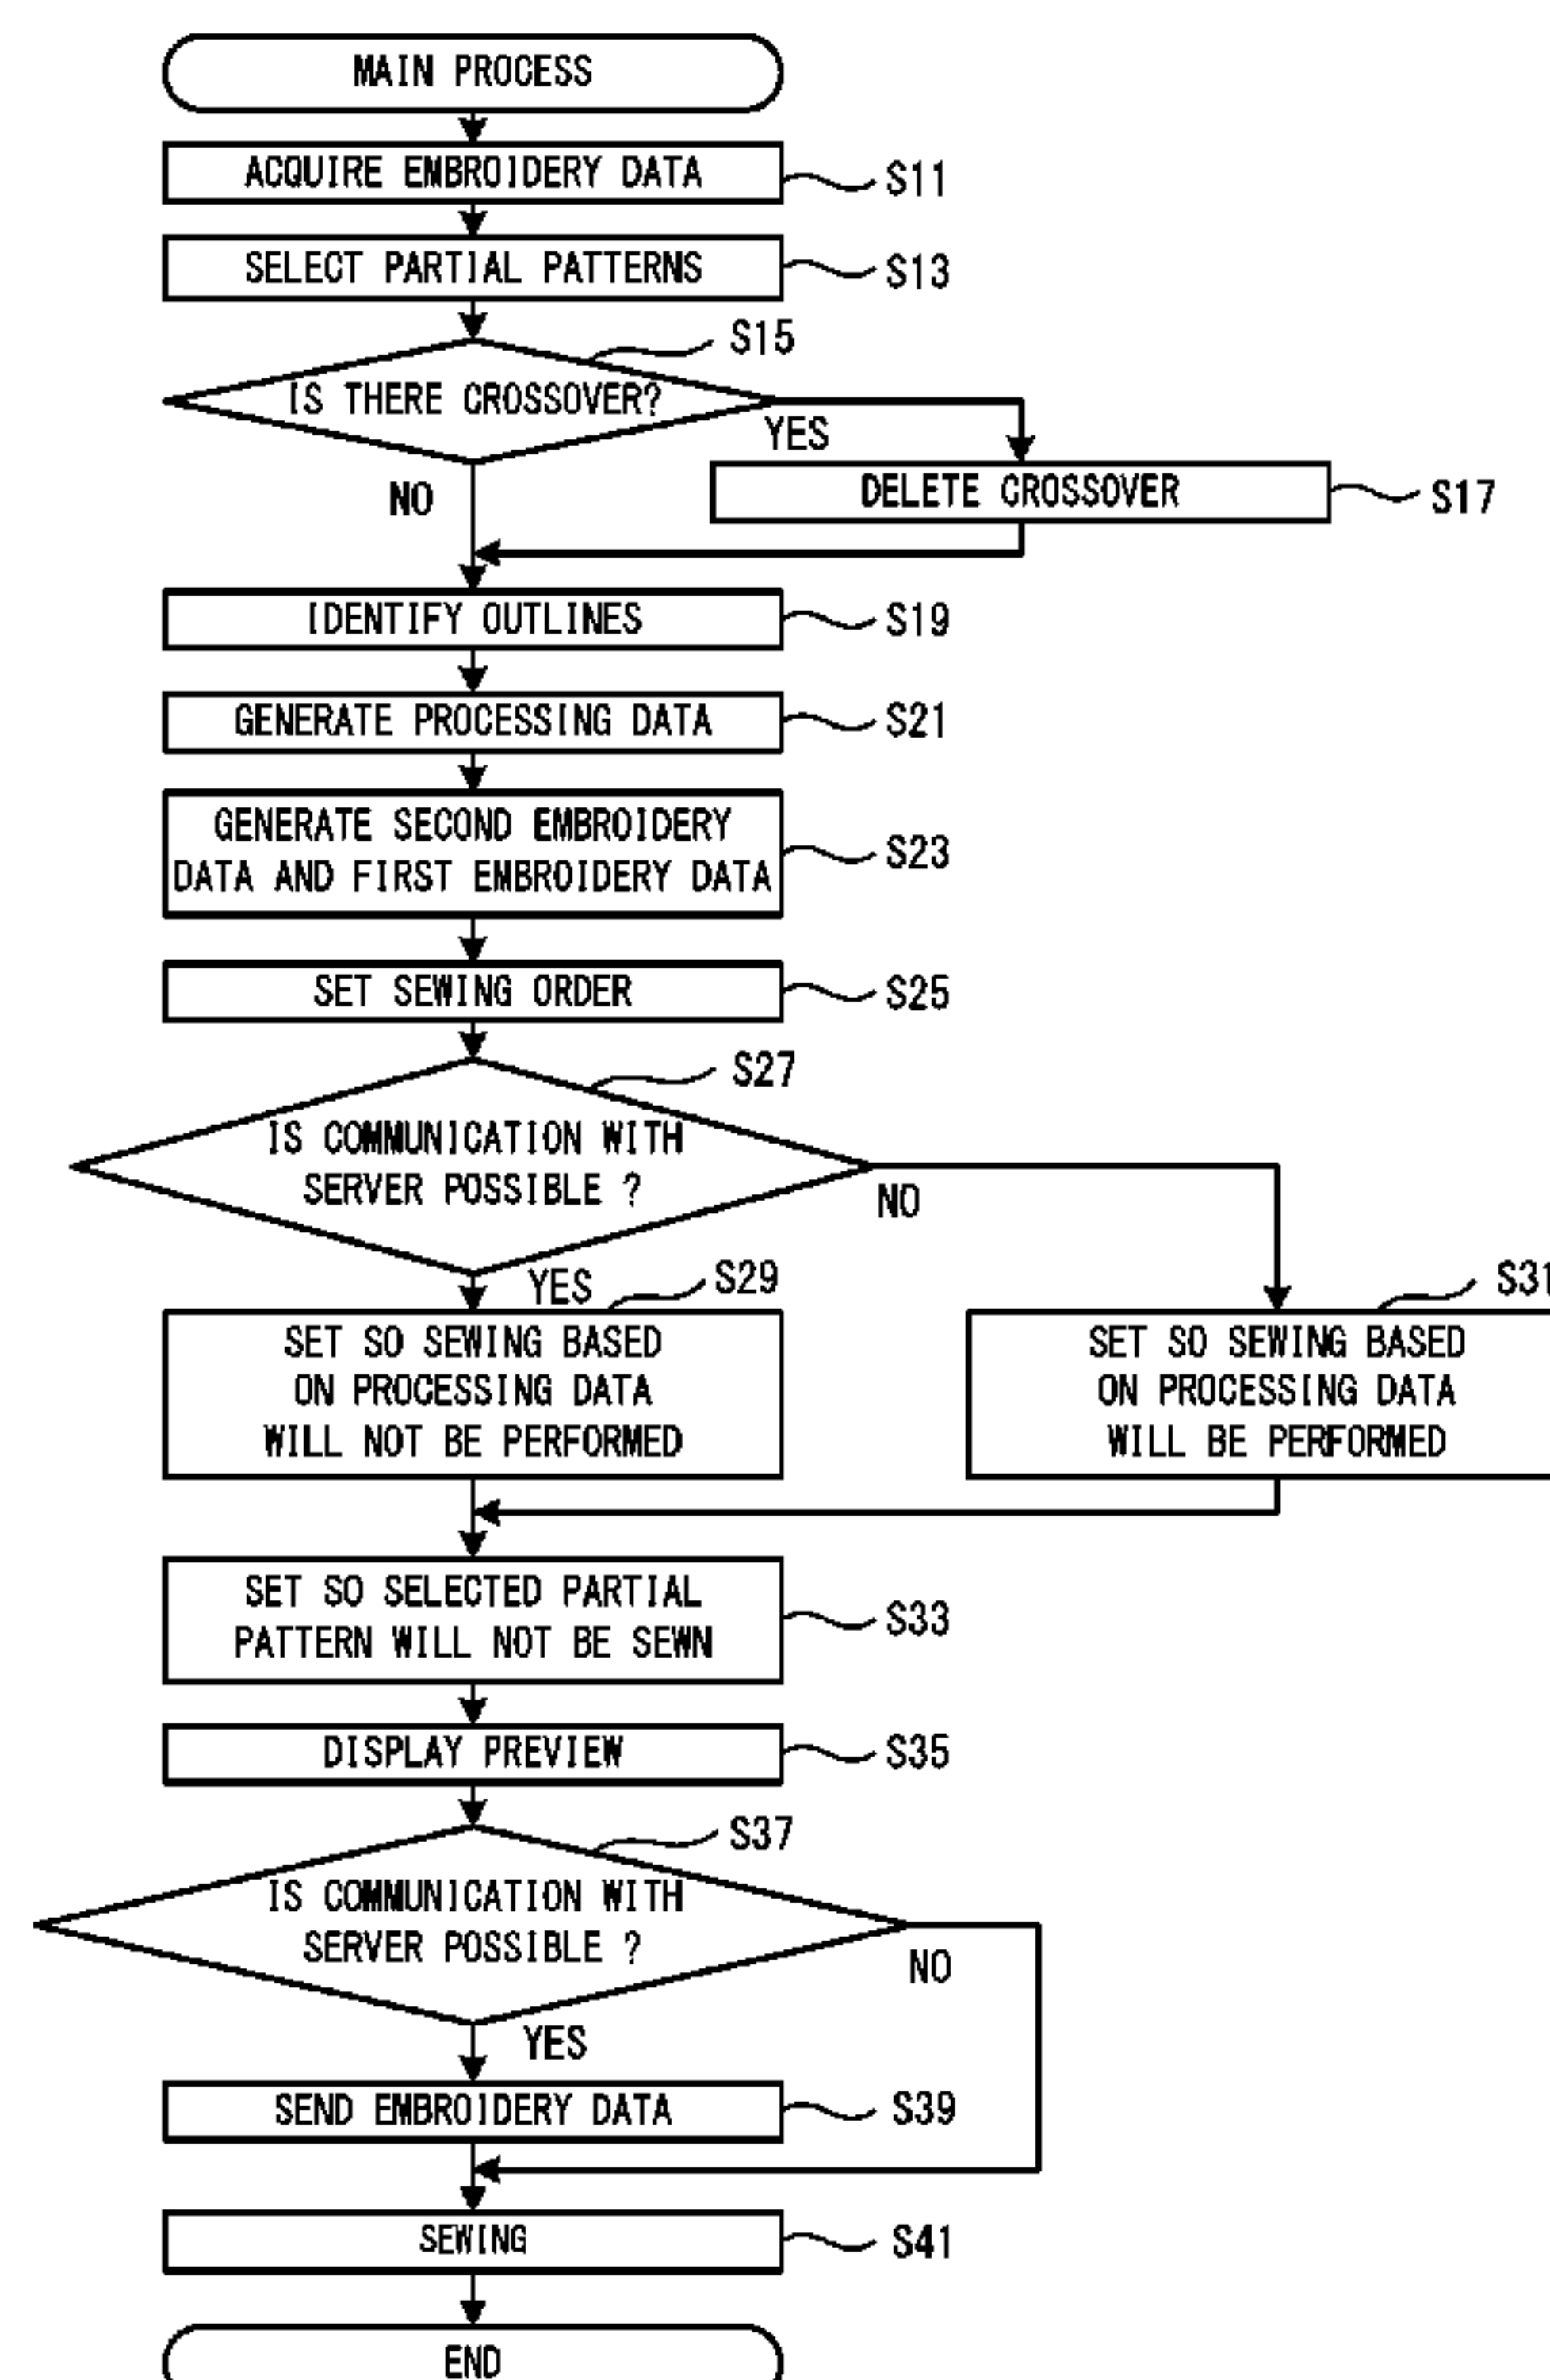 MAIN PROCESS
ACQUIRE EMBROIDERY DATA
S11
SELECT PARTIAL PATTERNS
S13
S15
IS THERE CROSSOVER?
YES
NO
DELETE CROSSOVER
S17
IDENTIFY OUTLINES
S19
GENERATE PROCESSING DATA
S21
GENERATE SECOND EMBROIDERY
DATA AND FIRST EMBROIDERY DATA
S23
SET SEWING ORDER
S25
S27
IS COMMUNICATION WITH
SERVER POSSIBLE ?
NO
YES
S29
SET SO SEWING BASED
ON PROCESSING DATA
WILL NOT BE PERFORMED
S31
SET SO SEWING BASED
ON PROCESSING DATA
WILL BE PERFORMED
SET SO SELECTED PARTIAL
PATTERN WILL NOT BE SEWN
S33
DISPLAY PREVIEW
S35
S37
IS COMMUNICATION WITH
SERVER POSSIBLE ?
NO
YES
SEND EMBROIDERY DATA
S39
SEWING
S41
END